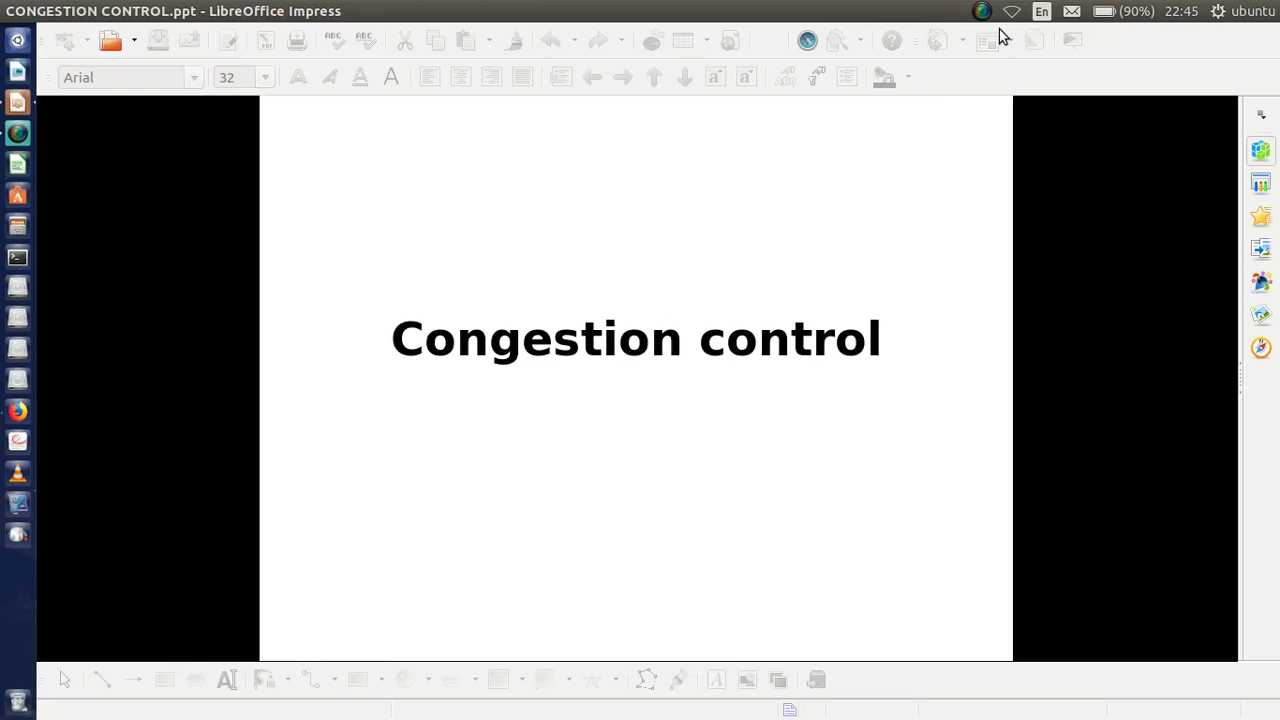 CONGESTION CONTROL.ppt - LibreOffice Impress
En
(90%)
22:45
ubuntu
Arial
32
Congestion control